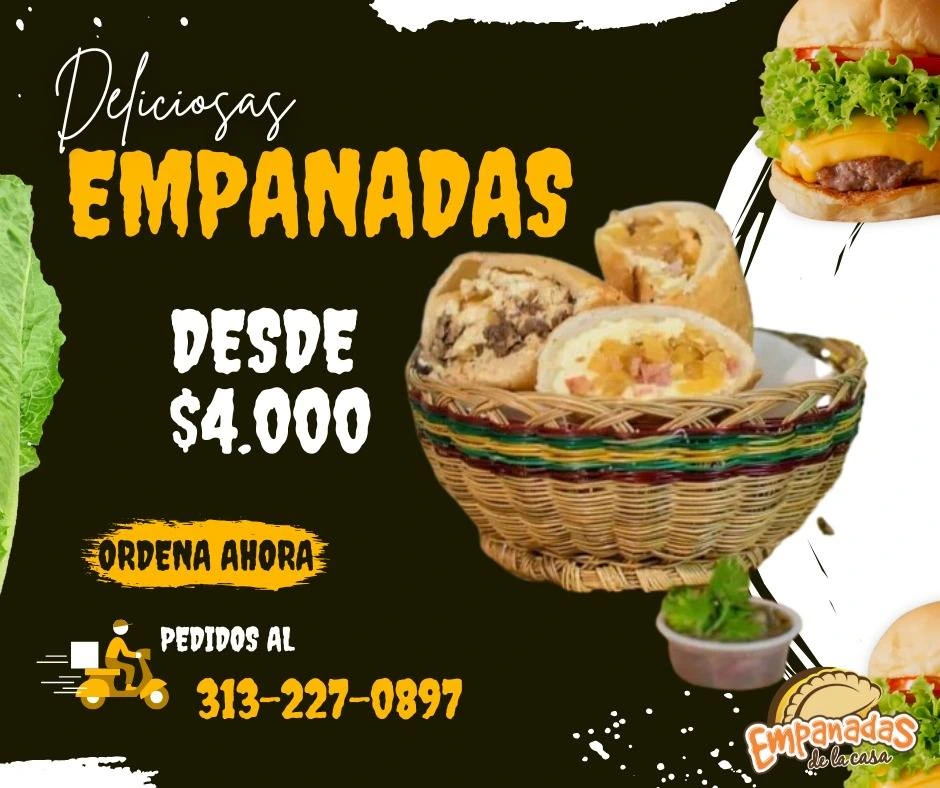 Deliciosas
EMPANADAS
DESDE
$4.000
ORDENA AHORA
PEDIDOS AL
313-227-0897
Empanadas
de la casa